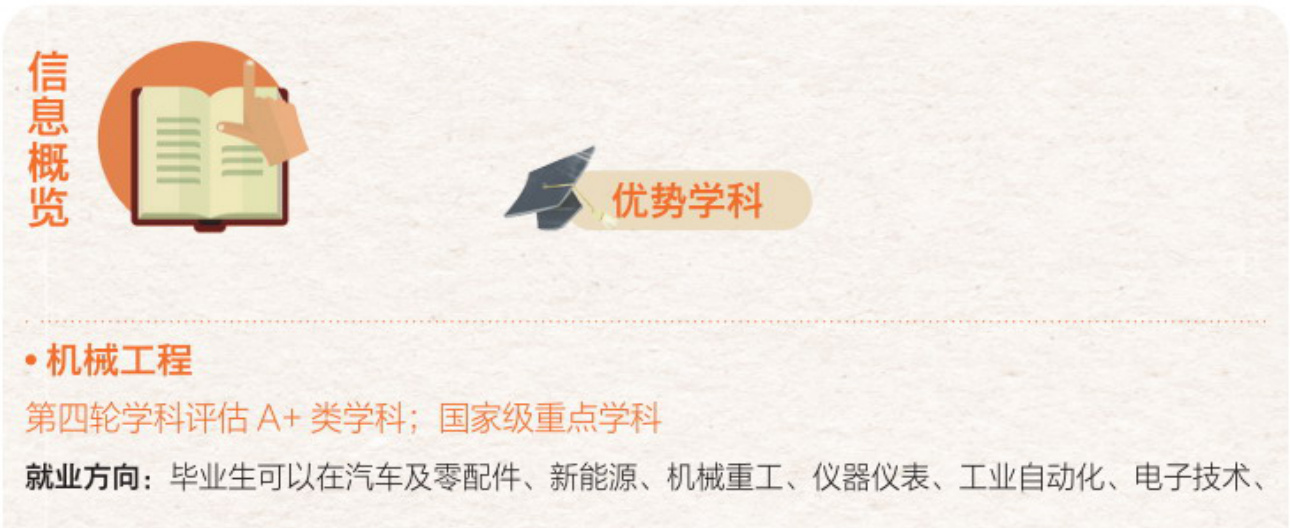 信息概览
优势学科
• 机械工程
第四轮学科评估 A+ 类学科；国家级重点学科
就业方向：毕业生可以在汽车及零配件、新能源、机械重工、仪器仪表、工业自动化、电子技术、